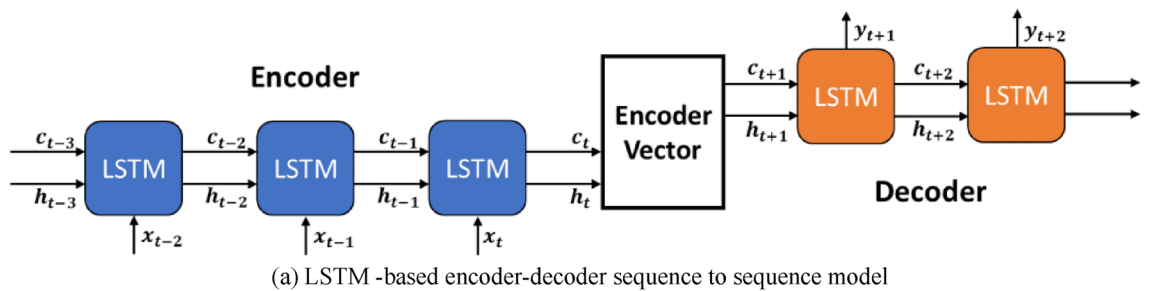 Encoder
c_{t-3}
h_{t-3}
LSTM
x_{t-2}
c_{t-2}
h_{t-2}
LSTM
x_{t-1}
c_{t-1}
h_{t-1}
LSTM
x_t
c_t
h_t
Encoder
Vector
c_{t+1}
h_{t+1}
LSTM
y_{t+1}
c_{t+2}
h_{t+2}
LSTM
y_{t+2}
Decoder
(a) LSTM -based encoder-decoder sequence to sequence model